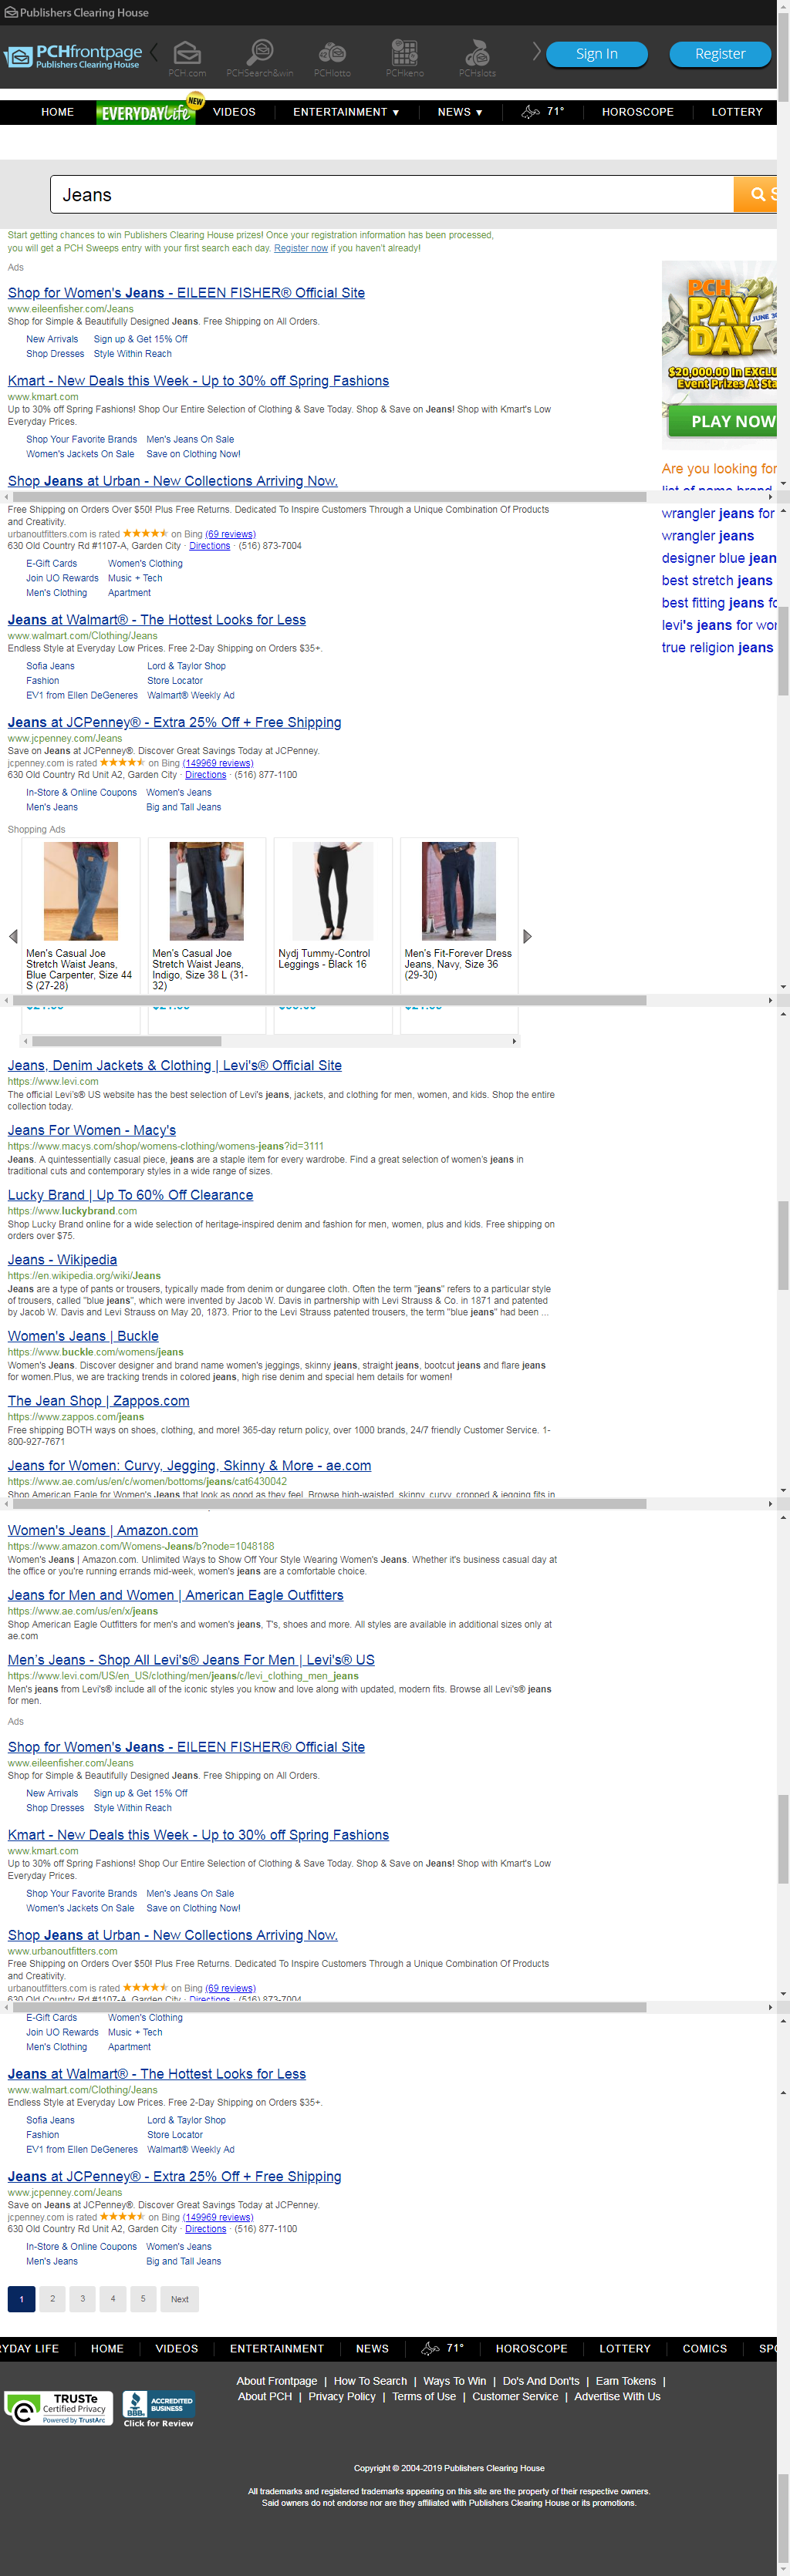 Publishers Clearing House
PCHfrontpage
Publishers Clearing House
PCH.com
PCHSearch&win
PCHlotto
PCHkeno
PCHslots
Sign In
Register
HOME
EVERYDAY Life
NEW
VIDEOS
ENTERTAINMENT ▼
NEWS ▼
71°
HOROSCOPE
LOTTERY
Jeans
S
Start getting chances to win Publishers Clearing House prizes! Once your registration information has been processed,
you will get a PCH Sweeps entry with your first search each day. Register now if you haven't already!
Ads
Shop for Women's Jeans - EILEEN FISHER® Official Site
www.eileenfisher.com/Jeans
Shop for Simple & Beautifully Designed Jeans. Free Shipping on All Orders.
New Arrivals Sign up & Get 15% Off
Shop Dresses Style Within Reach
Kmart - New Deals this Week - Up to 30% off Spring Fashions
www.kmart.com
Up to 30% off Spring Fashions! Shop Our Entire Selection of Clothing & Save Today. Shop & Save on Jeans! Shop with Kmart's Low
Everyday Prices.
Shop Your Favorite Brands Men's Jeans On Sale
Women's Jackets On Sale Save on Clothing Now!
Shop Jeans at Urban - New Collections Arriving Now.
PCH
PAY
DAY
JUNE 30
$20,000.00 IN EXCLU
Event Prizes At Sta
PLAY NOW
Are you looking for
list of name brand
Free Shipping on Orders Over $50! Plus Free Returns. Dedicated To Inspire Customers Through a Unique Combination Of Products
and Creativity.
urbanoutfitters.com is rated ★★★★★ on Bing (69 reviews)
630 Old Country Rd #1107-A, Garden City · Directions · (516) 873-7004
E-Gift Cards Women's Clothing
Join UO Rewards Music + Tech
Men's Clothing Apartment
wrangler jeans for
wrangler jeans
designer blue jean
best stretch jeans
best fitting jeans fo
levi's jeans for wor
true religion jeans
Jeans at Walmart® - The Hottest Looks for Less
www.walmart.com/Clothing/Jeans
Endless Style at Everyday Low Prices. Free 2-Day Shipping on Orders $35+.
Sofia Jeans Lord & Taylor Shop
Fashion Store Locator
EV1 from Ellen DeGeneres Walmart® Weekly Ad
Jeans at JCPenney® - Extra 25% Off + Free Shipping
www.jcpenney.com/Jeans
Save on Jeans at JCPenney®. Discover Great Savings Today at JCPenney.
jcpenney.com is rated ★★★★★ on Bing (149969 reviews)
630 Old Country Rd Unit A2, Garden City · Directions · (516) 877-1100
In-Store & Online Coupons Women's Jeans
Men's Jeans Big and Tall Jeans
Shopping Ads
Men's Casual Joe
Stretch Waist Jeans,
Blue Carpenter, Size 44
S (27-28)
Men's Casual Joe
Stretch Waist Jeans,
Indigo, Size 38 L (31-
32)
Nydj Tummy-Control
Leggings - Black 16
Men's Fit-Forever Dress
Jeans, Navy, Size 36
(29-30)
Jeans, Denim Jackets & Clothing | Levi's® Official Site
https://www.levi.com
The official Levi's® US website has the best selection of Levi's jeans, jackets, and clothing for men, women, and kids. Shop the entire
collection today.
Jeans For Women - Macy's
https://www.macys.com/shop/womens-clothing/womens-jeans?id=3111
Jeans. A quintessentially casual piece, jeans are a staple item for every wardrobe. Find a great selection of women's jeans in
traditional cuts and contemporary styles in a wide range of sizes.
Lucky Brand | Up To 60% Off Clearance
https://www.luckybrand.com
Shop Lucky Brand online for a wide selection of heritage-inspired denim and fashion for men, women, plus and kids. Free shipping on
orders over $75.
Jeans - Wikipedia
https://en.wikipedia.org/wiki/Jeans
Jeans are a type of pants or trousers, typically made from denim or dungaree cloth. Often the term "jeans" refers to a particular style
of trousers, called "blue jeans", which were invented by Jacob W. Davis in partnership with Levi Strauss & Co. in 1871 and patented
by Jacob W. Davis and Levi Strauss on May 20, 1873. Prior to the Levi Strauss patented trousers, the term "blue jeans" had been ...
Women's Jeans | Buckle
https://www.buckle.com/womens/jeans
Women's Jeans. Discover designer and brand name women's jeggings, skinny jeans, straight jeans, bootcut jeans and flare jeans
for women.Plus, we are tracking trends in colored jeans, high rise denim and special hem details for women!
The Jean Shop | Zappos.com
https://www.zappos.com/jeans
Free shipping BOTH ways on shoes, clothing, and more! 365-day return policy, over 1000 brands, 24/7 friendly Customer Service. 1-
800-927-7671
Jeans for Women: Curvy, Jegging, Skinny & More - ae.com
https://www.ae.com/us/en/c/women/bottoms/jeans/cat6430042
Shop American Eagle for Women's Jeans that look as good as they feel. Browse high-waisted, skinny, curvy, cropped & jegging fits in
Women's Jeans | Amazon.com
https://www.amazon.com/Womens-Jeans/b?node=1048188
Women's Jeans | Amazon.com. Unlimited Ways to Show Off Your Style Wearing Women's Jeans. Whether it's business casual day at
the office or you're running errands mid-week, women's jeans are a comfortable choice.
Jeans for Men and Women | American Eagle Outfitters
https://www.ae.com/us/en/x/jeans
Shop American Eagle Outfitters for men's and women's jeans, T's, shoes and more. All styles are available in additional sizes only at
ae.com
Men's Jeans - Shop All Levi's® Jeans For Men | Levi's® US
https://www.levi.com/US/en_US/clothing/men/jeans/c/levi_clothing_men_jeans
Men's jeans from Levi's® include all of the iconic styles you know and love along with updated, modern fits. Browse all Levi's® jeans
for men.
Ads
Shop for Women's Jeans - EILEEN FISHER® Official Site
www.eileenfisher.com/Jeans
Shop for Simple & Beautifully Designed Jeans. Free Shipping on All Orders.
New Arrivals Sign up & Get 15% Off
Shop Dresses Style Within Reach
Kmart - New Deals this Week - Up to 30% off Spring Fashions
www.kmart.com
Up to 30% off Spring Fashions! Shop Our Entire Selection of Clothing & Save Today. Shop & Save on Jeans! Shop with Kmart's Low
Everyday Prices.
Shop Your Favorite Brands Men's Jeans On Sale
Women's Jackets On Sale Save on Clothing Now!
Shop Jeans at Urban - New Collections Arriving Now.
www.urbanoutfitters.com
Free Shipping on Orders Over $50! Plus Free Returns. Dedicated To Inspire Customers Through a Unique Combination Of Products
and Creativity.
urbanoutfitters.com is rated ★★★★★ on Bing (69 reviews)
630 Old Country Rd #1107-A, Garden City · Directions · (516) 873-7004
E-Gift Cards Women's Clothing
Join UO Rewards Music + Tech
Men's Clothing Apartment
Jeans at Walmart® - The Hottest Looks for Less
www.walmart.com/Clothing/Jeans
Endless Style at Everyday Low Prices. Free 2-Day Shipping on Orders $35+.
Sofia Jeans Lord & Taylor Shop
Fashion Store Locator
EV1 from Ellen DeGeneres Walmart® Weekly Ad
Jeans at JCPenney® - Extra 25% Off + Free Shipping
www.jcpenney.com/Jeans
Save on Jeans at JCPenney®. Discover Great Savings Today at JCPenney.
jcpenney.com is rated ★★★★★ on Bing (149969 reviews)
630 Old Country Rd Unit A2, Garden City · Directions · (516) 877-1100
In-Store & Online Coupons Women's Jeans
Men's Jeans Big and Tall Jeans
1 2 3 4 5 Next
RYDAY LIFE HOME VIDEOS ENTERTAINMENT NEWS 71° HOROSCOPE LOTTERY COMICS SPO
About Frontpage | How To Search | Ways To Win | Do's And Don'ts | Earn Tokens |
About PCH | Privacy Policy | Terms of Use | Customer Service | Advertise With Us
TRUSTe
Certified Privacy
Powered by TrustArc
BBB
ACCREDITED
BUSINESS
Click for Review
Copyright © 2004-2019 Publishers Clearing House
All trademarks and registered trademarks appearing on this site are the property of their respective owners.
Said owners do not endorse nor are they affiliated with Publishers Clearing House or its promotions.